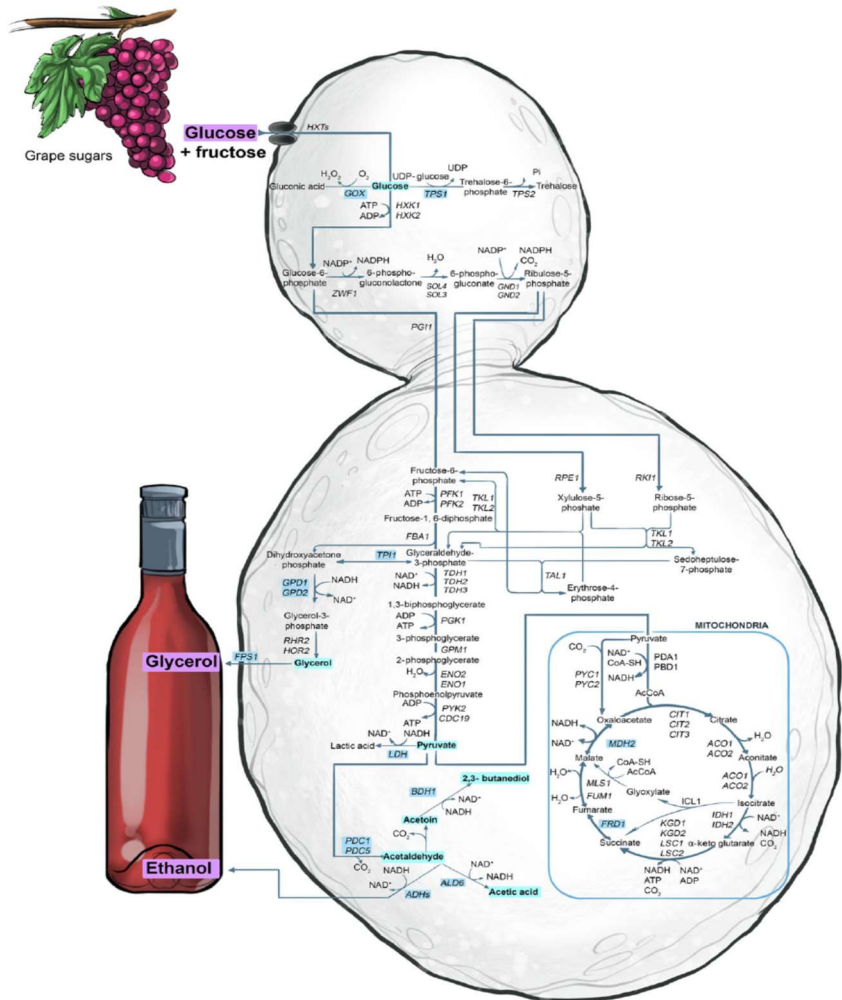 Grape sugars
Glucose
+ fructose
HXTs
Gluconic acid
H₂O₂
O₂
GOX
Glucose
UDP-glucose
UDP
TPS1
Trehalose-6-
phosphate
Pi
TPS2
Trehalose
ATP
ADP
HXK1
HXK2
Glucose-6-
phosphate
NADP⁺
NADPH
ZWF1
6-phospho-
gluconolactone
H₂O
SOL4
SOL3
6-phospho-
gluconate
NADP⁺
NADPH
CO₂
GND1
GND2
Ribulose-5-
phosphate
PGI1
Fructose-6-
phosphate
ATP
ADP
PFK1
PFK2
TKL1
TKL2
RPE1
Xylulose-5-
phoshate
RKI1
Ribose-5-
phosphate
Fructose-1, 6-diphosphate
FBA1
TKL1
TKL2
Dihydroxyacetone
phosphate
TPI1
Glyceraldehyde-
3-phosphate
Sedoheptulose-
7-phosphate
TAL1
Erythrose-4-
phosphate
GPD1
GPD2
NADH
NAD⁺
NAD⁺
NADH
TDH1
TDH2
TDH3
1,3-biphosphoglycerate
Glycerol-3-
phosphate
ADP
ATP
PGK1
3-phosphoglycerate
RHR2
HOR2
GPM1
2-phosphoglycerate
Glycerol
FPS1
Glycerol
H₂O
ENO2
ENO1
Phosphoenolpyruvate
ADP
ATP
PYK2
CDC19
NAD⁺
NADH
Lactic acid
LDH
Pyruvate
2,3- butanediol
BDH1
NAD⁺
NADH
Acetoin
CO₂
PDC1
PDC5
CO₂
Acetaldehyde
NADH
NAD⁺
ADHs
ALD6
NAD⁺
NADH
Acetic acid
Ethanol
MITOCHONDRIA
Pyruvate
CO₂
PYC1
PYC2
NAD⁺
CoA-SH
NADH
PDA1
PBD1
AcCoA
Oxaloacetate
CIT1
CIT2
CIT3
Citrate
NADH
NAD⁺
MDH2
ACO1
ACO2
H₂O
Aconitate
Malate
CoA-SH
AcCoA
ACO1
ACO2
H₂O
H₂O
H₂O
MLS1
FUM1
Glyoxylate
ICL1
Isocitrate
Fumarate
FRD1
KGD1
KGD2
LSC1
LSC2
IDH1
IDH2
NAD⁺
NADH
CO₂
Succinate
α-keto glutarate
NADH
ATP
CO₂
NAD⁺
ADP